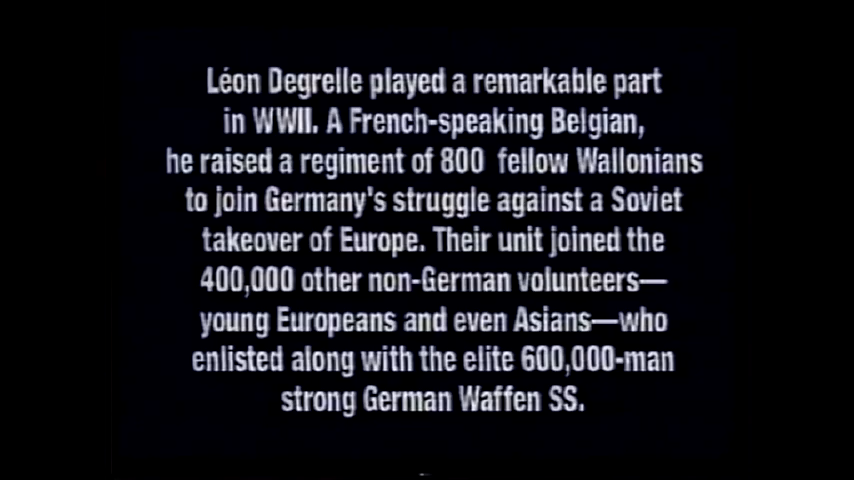 Léon Degrelle played a remarkable part
in WWII. A French-speaking Belgian,
he raised a regiment of 800 fellow Wallonians
to join Germany's struggle against a Soviet
takeover of Europe. Their unit joined the
400,000 other non-German volunteers—
young Europeans and even Asians—who
enlisted along with the elite 600,000-man
strong German Waffen SS.